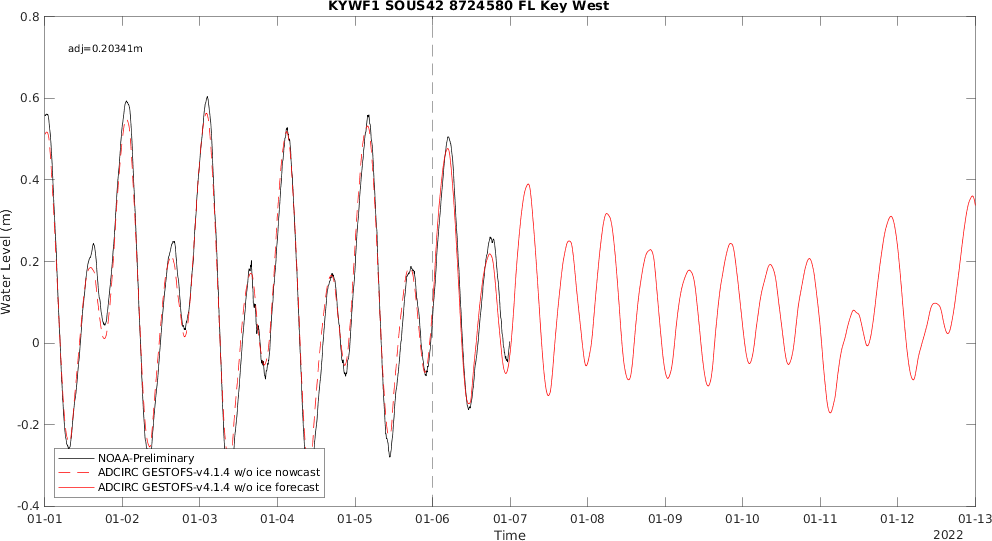 KYWF1 SOUS42 8724580 FL Key West
adj=0.20341m
0.8
0.6
0.4
0.2
0
-0.2
-0.4
Water Level (m)
NOAA-Preliminary
ADCIRC GESTOFS-v4.1.4 w/o ice nowcast
ADCIRC GESTOFS-v4.1.4 w/o ice forecast
01-01 01-02 01-03 01-04 01-05 01-06 01-07 01-08 01-09 01-10 01-11 01-12 01-13
Time
2022